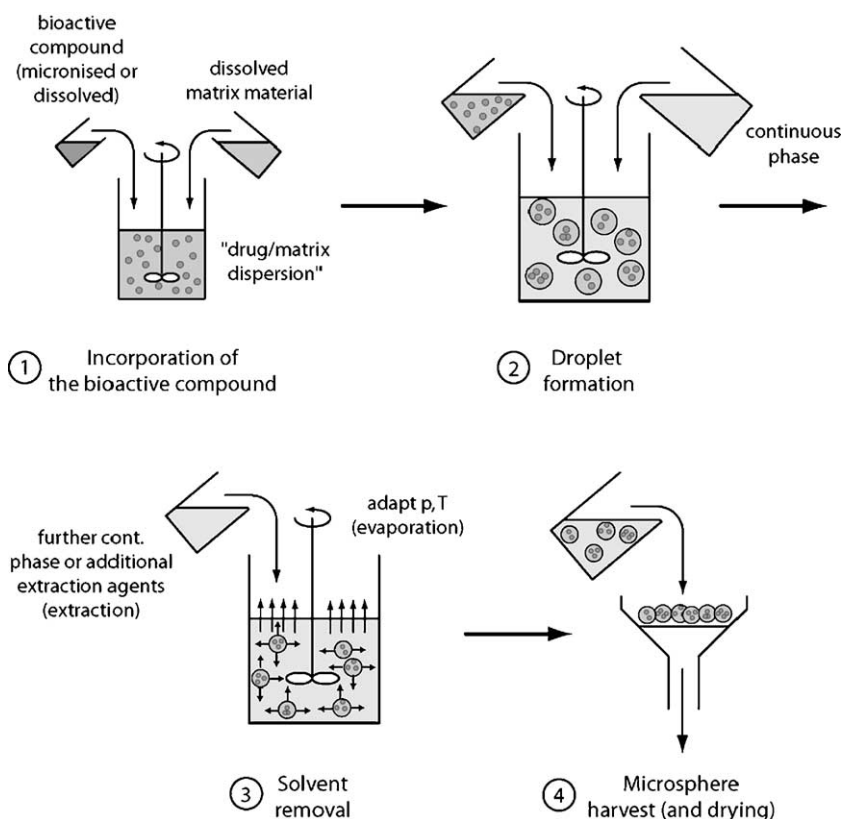 bioactive
compound
(micronised or
dissolved)
dissolved
matrix material
"drug/matrix
dispersion"
1 Incorporation of
the bioactive compound
continuous
phase
2 Droplet
formation
further cont.
phase or additional
extraction agents
(extraction)
adapt p,T
(evaporation)
3 Solvent
removal
4 Microsphere
harvest (and drying)